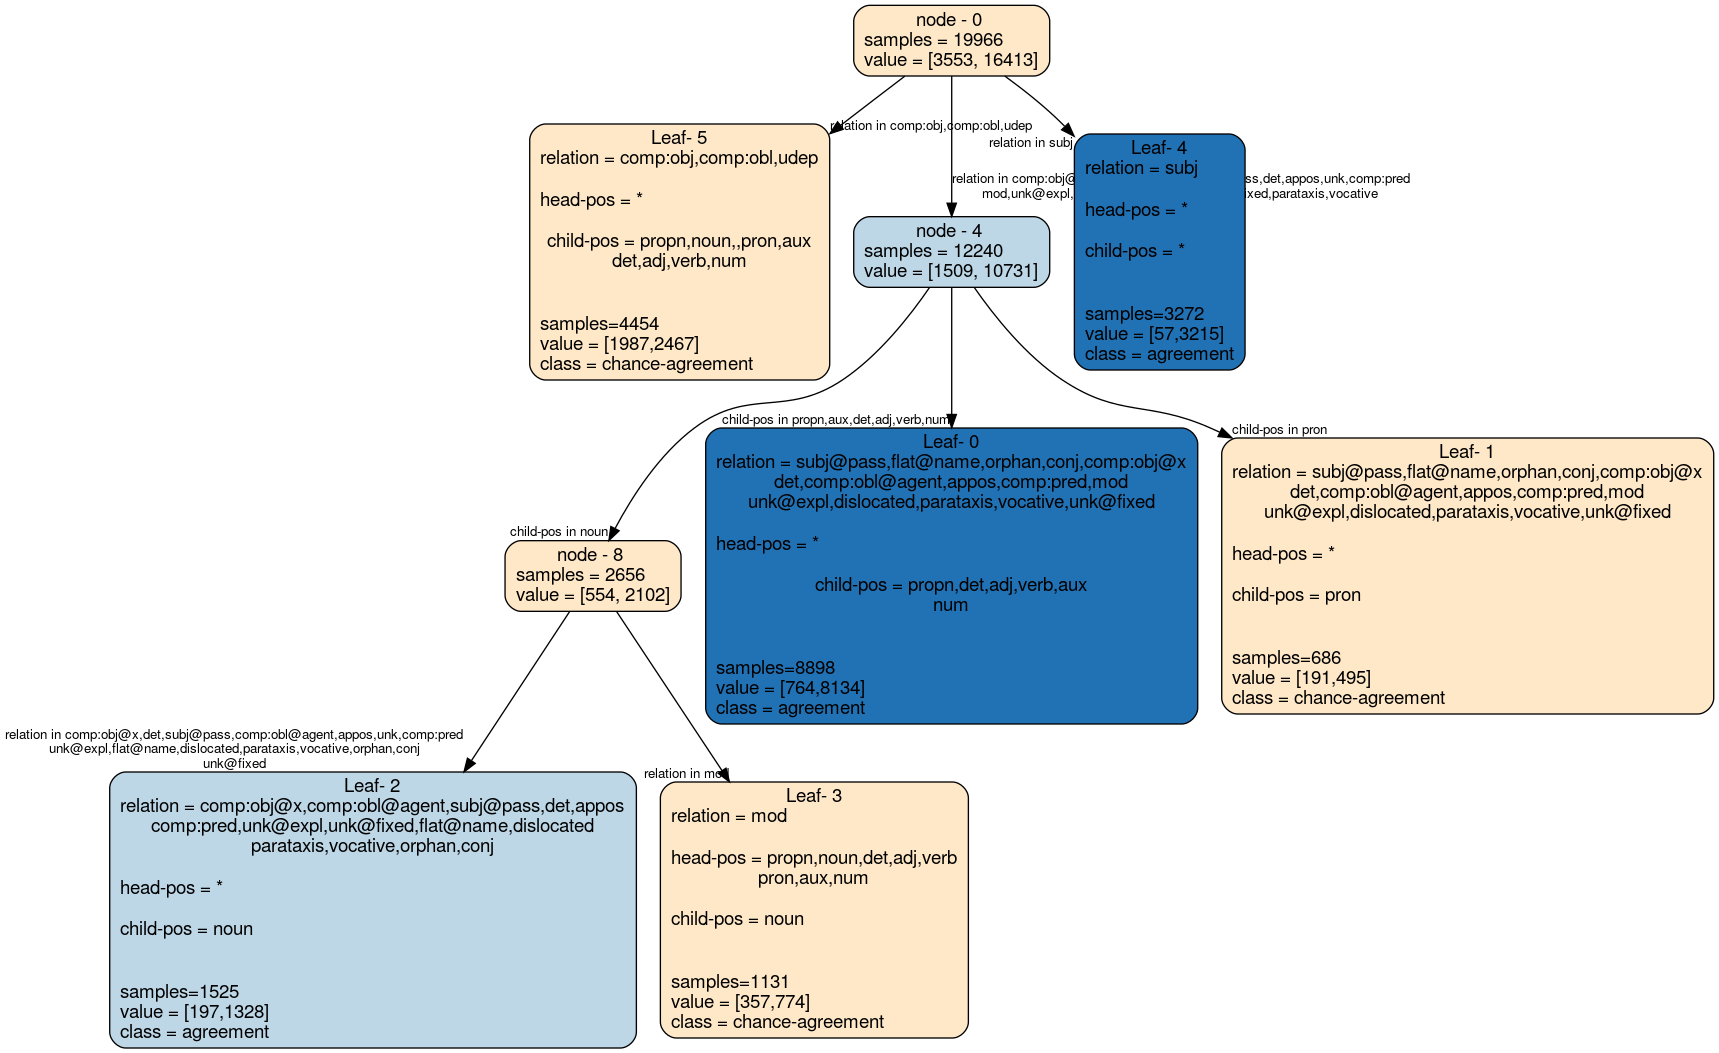 node - 0
samples = 19966
value = [3553, 16413]
relation in comp:obj,comp:obl,udep
relation in subj
relation in comp:obj@
ss,det,appos,unk,comp:pred
mod,unk@expl,
ixed,parataxis,vocative
Leaf- 5
relation = comp:obj,comp:obl,udep
head-pos = *
child-pos = propn,noun,,pron,aux
det,adj,verb,num
samples=4454
value = [1987,2467]
class = chance-agreement
node - 4
samples = 12240
value = [1509, 10731]
Leaf- 4
relation = subj
head-pos = *
child-pos = *
samples=3272
value = [57,3215]
class = agreement
child-pos in propn,aux,det,adj,verb,num
child-pos in pron
child-pos in noun
node - 8
samples = 2656
value = [554, 2102]
Leaf- 0
relation = subj@pass,flat@name,orphan,conj,comp:obj@x
det,comp:obl@agent,appos,comp:pred,mod
unk@expl,dislocated,parataxis,vocative,unk@fixed
head-pos = *
child-pos = propn,det,adj,verb,aux
num
samples=8898
value = [764,8134]
class = agreement
Leaf- 1
relation = subj@pass,flat@name,orphan,conj,comp:obj@x
det,comp:obl@agent,appos,comp:pred,mod
unk@expl,dislocated,parataxis,vocative,unk@fixed
head-pos = *
child-pos = pron
samples=686
value = [191,495]
class = chance-agreement
relation in comp:obj@x,det,subj@pass,comp:obl@agent,appos,unk,comp:pred
unk@expl,flat@name,dislocated,parataxis,vocative,orphan,conj
unk@fixed
relation in mod
Leaf- 2
relation = comp:obj@x,comp:obl@agent,subj@pass,det,appos
comp:pred,unk@expl,unk@fixed,flat@name,dislocated
parataxis,vocative,orphan,conj
head-pos = *
child-pos = noun
samples=1525
value = [197,1328]
class = agreement
Leaf- 3
relation = mod
head-pos = propn,noun,det,adj,verb
pron,aux,num
child-pos = noun
samples=1131
value = [357,774]
class = chance-agreement